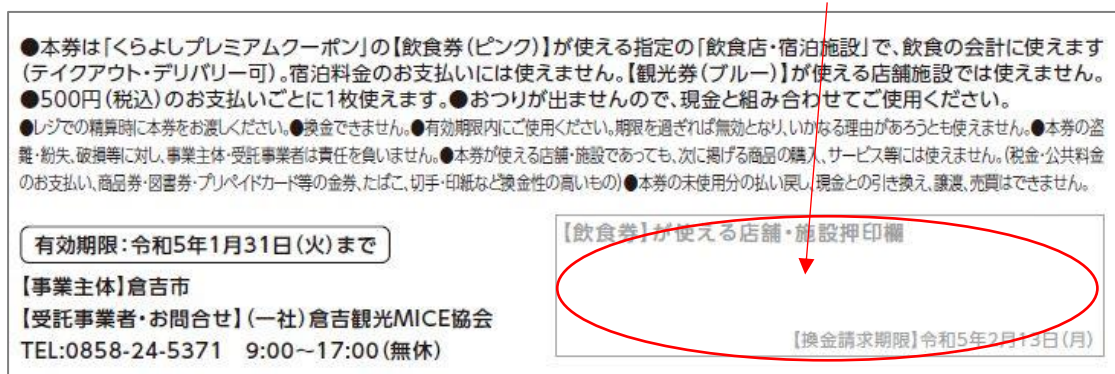 ●本券は「くらよしプレミアムクーポン」の【飲食券(ピンク)】が使える指定の「飲食店・宿泊施設」で、飲食の会計に使えます
(テイクアウト・デリバリー可)。宿泊料金のお支払いには使えません。【観光券(ブルー)】が使える店舗施設では使えません。
●500円(税込)のお支払いごとに1枚使えます。●おつりが出ませんので、現金と組み合わせてご使用ください。
●レジでの精算時に本券をお渡しください。●換金できません。●有効期限内にご使用ください。期限を過ぎれば無効となり、いかなる理由があろうとも使えません。●本券の盗
難・紛失、破損等に対し、事業主体・受託事業者は責任を負いません。●本券が使える店舗・施設であっても、次に掲げる商品の購入、サービス等には使えません。(税金・公共料金
のお支払い、商品券・図書券・プリペイドカード等の金券、たばこ、切手・印紙など換金性の高いもの)●本券の未使用分の払い戻し、現金との引き換え、譲渡、売買はできません。
有効期限:令和5年1月31日(火)まで
【事業主体】倉吉市
【受託事業者・お問合せ】(一社)倉吉観光MICE協会
TEL:0858-24-5371 9:00~17:00(無休)
【飲食券】が使える店舗・施設押印欄
【換金請求期限】令和5年2月13日(月)